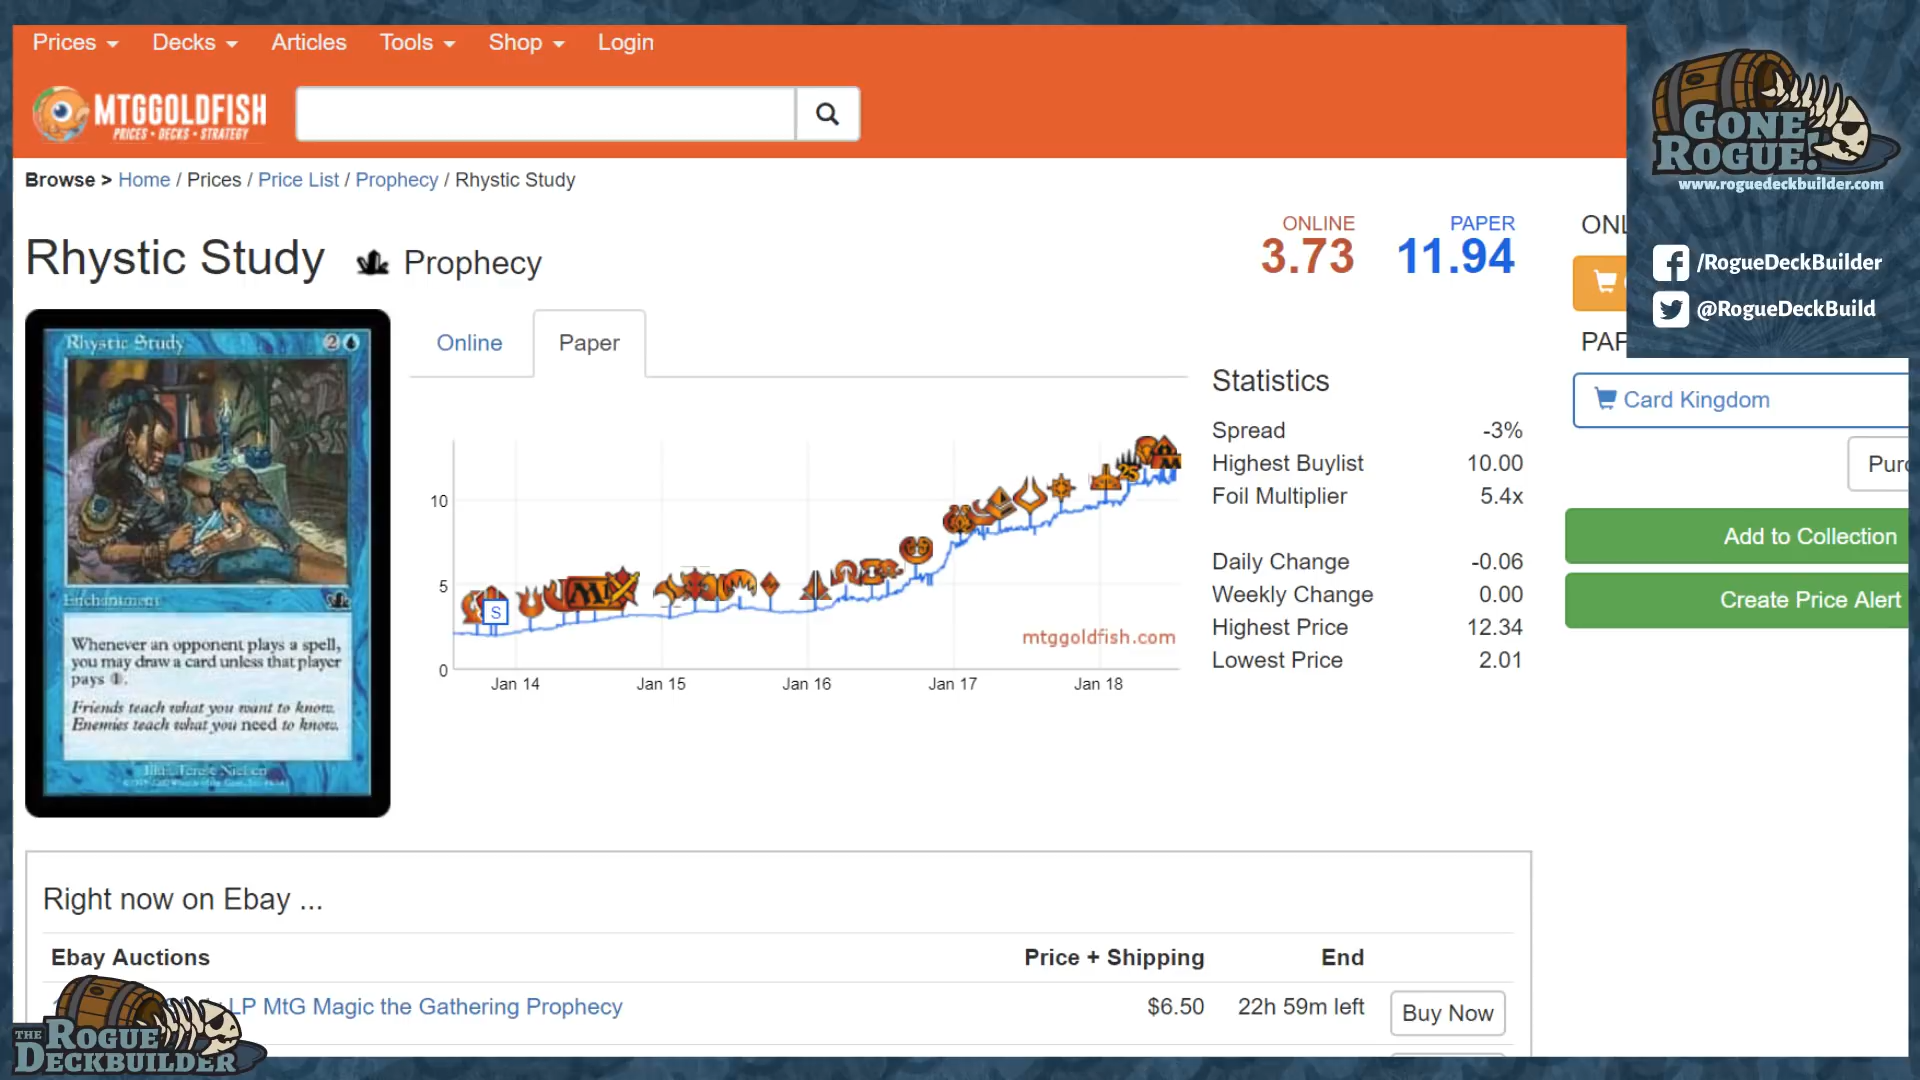 Prices Decks Articles Tools Shop Login
MTGGOLDFISH
PRICES • DECKS • STRATEGY
GONE
ROGUE!
www.roguedeckbuilder.com
/RogueDeckBuilder
@RogueDeckBuild
Browse > Home / Prices / Price List / Prophecy / Rhystic Study
Rhystic Study Prophecy
ONLINE
3.73
PAPER
11.94
Rhystic Study 2
Enchantment
Whenever an opponent plays a spell,
you may draw a card unless that player
pays 1.
Friends teach what you want to know.
Enemies teach what you need to know.
Illus. Terese Nielsen
Online Paper
10
5
0
S
25
M
Jan 14 Jan 15 Jan 16 Jan 17 Jan 18
mtggoldfish.com
Statistics
Spread -3%
Highest Buylist 10.00
Foil Multiplier 5.4x
Daily Change -0.06
Weekly Change 0.00
Highest Price 12.34
Lowest Price 2.01
ONL
PAP
Card Kingdom
Purc
Add to Collection
Create Price Alert
Right now on Ebay ...
Ebay Auctions Price + Shipping End
LP MtG Magic the Gathering Prophecy $6.50 22h 59m left Buy Now
THE ROGUE
DECKBUILDER